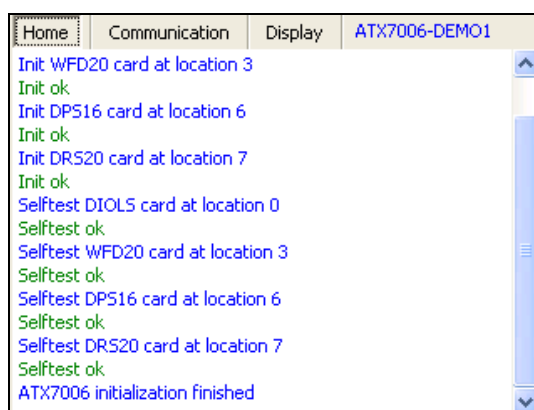 Home Communication Display ATX7006-DEMO1
Init WFD20 card at location 3
Init ok
Init DPS16 card at location 6
Init ok
Init DRS20 card at location 7
Init ok
Selftest DIOLS card at location 0
Selftest ok
Selftest WFD20 card at location 3
Selftest ok
Selftest DPS16 card at location 6
Selftest ok
Selftest DRS20 card at location 7
Selftest ok
ATX7006 initialization finished